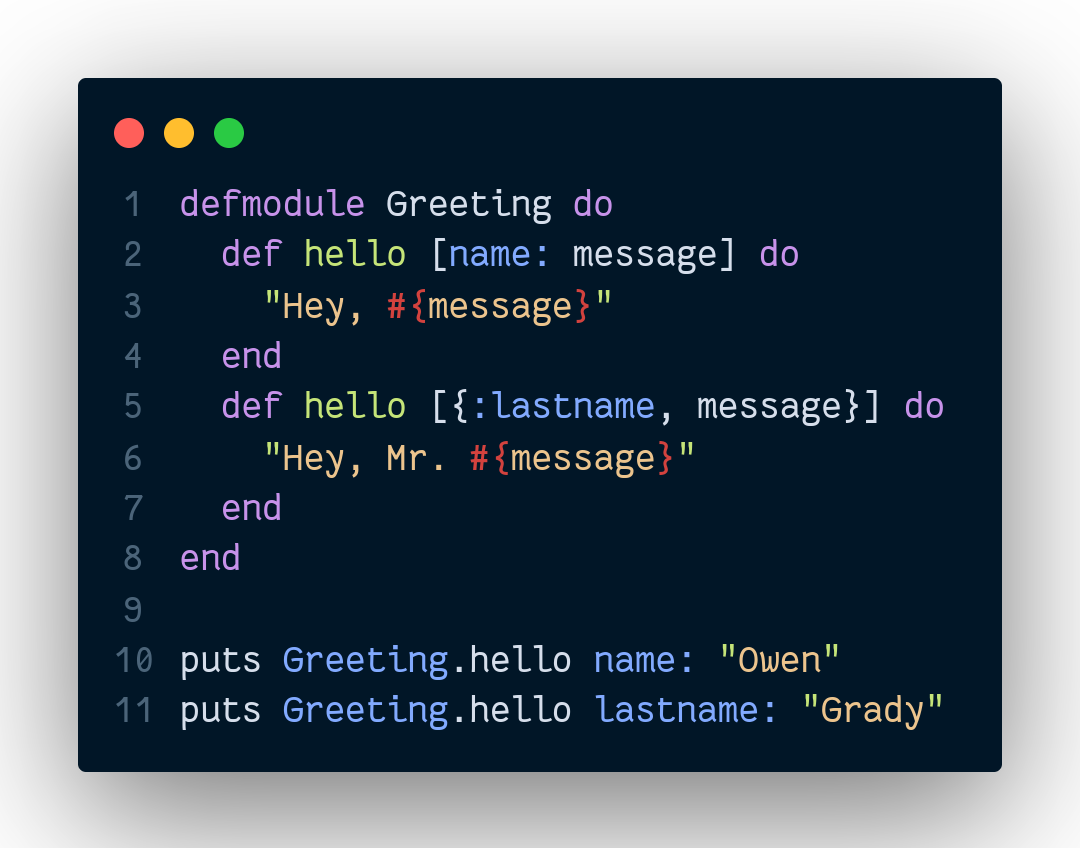 1 defmodule Greeting do
2   def hello [name: message] do
3     "Hey, #{message}"
4   end
5   def hello [{:lastname, message}] do
6     "Hey, Mr. #{message}"
7   end
8 end
9
10 puts Greeting.hello name: "Owen"
11 puts Greeting.hello lastname: "Grady"